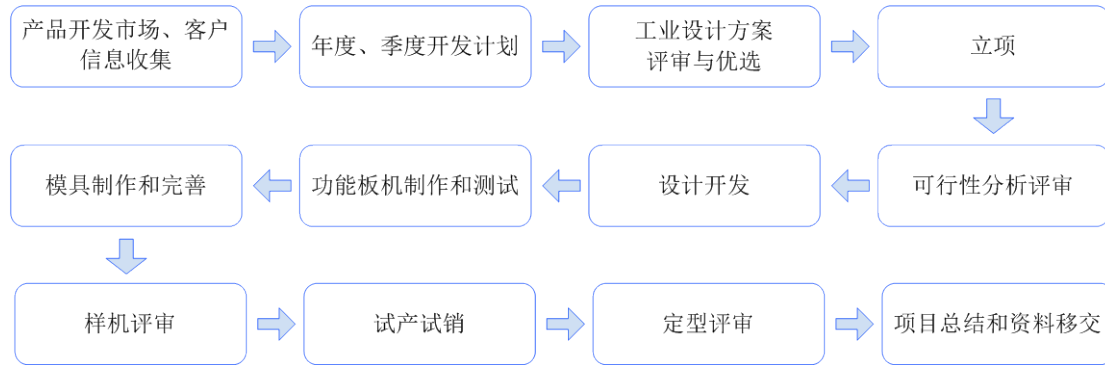 产品开发市场、客户
信息收集
年度、季度开发计划
工业设计方案
评审与优选
立项
可行性分析评审
设计开发
功能板机制作和测试
模具制作和完善
样机评审
试产试销
定型评审
项目总结和资料移交